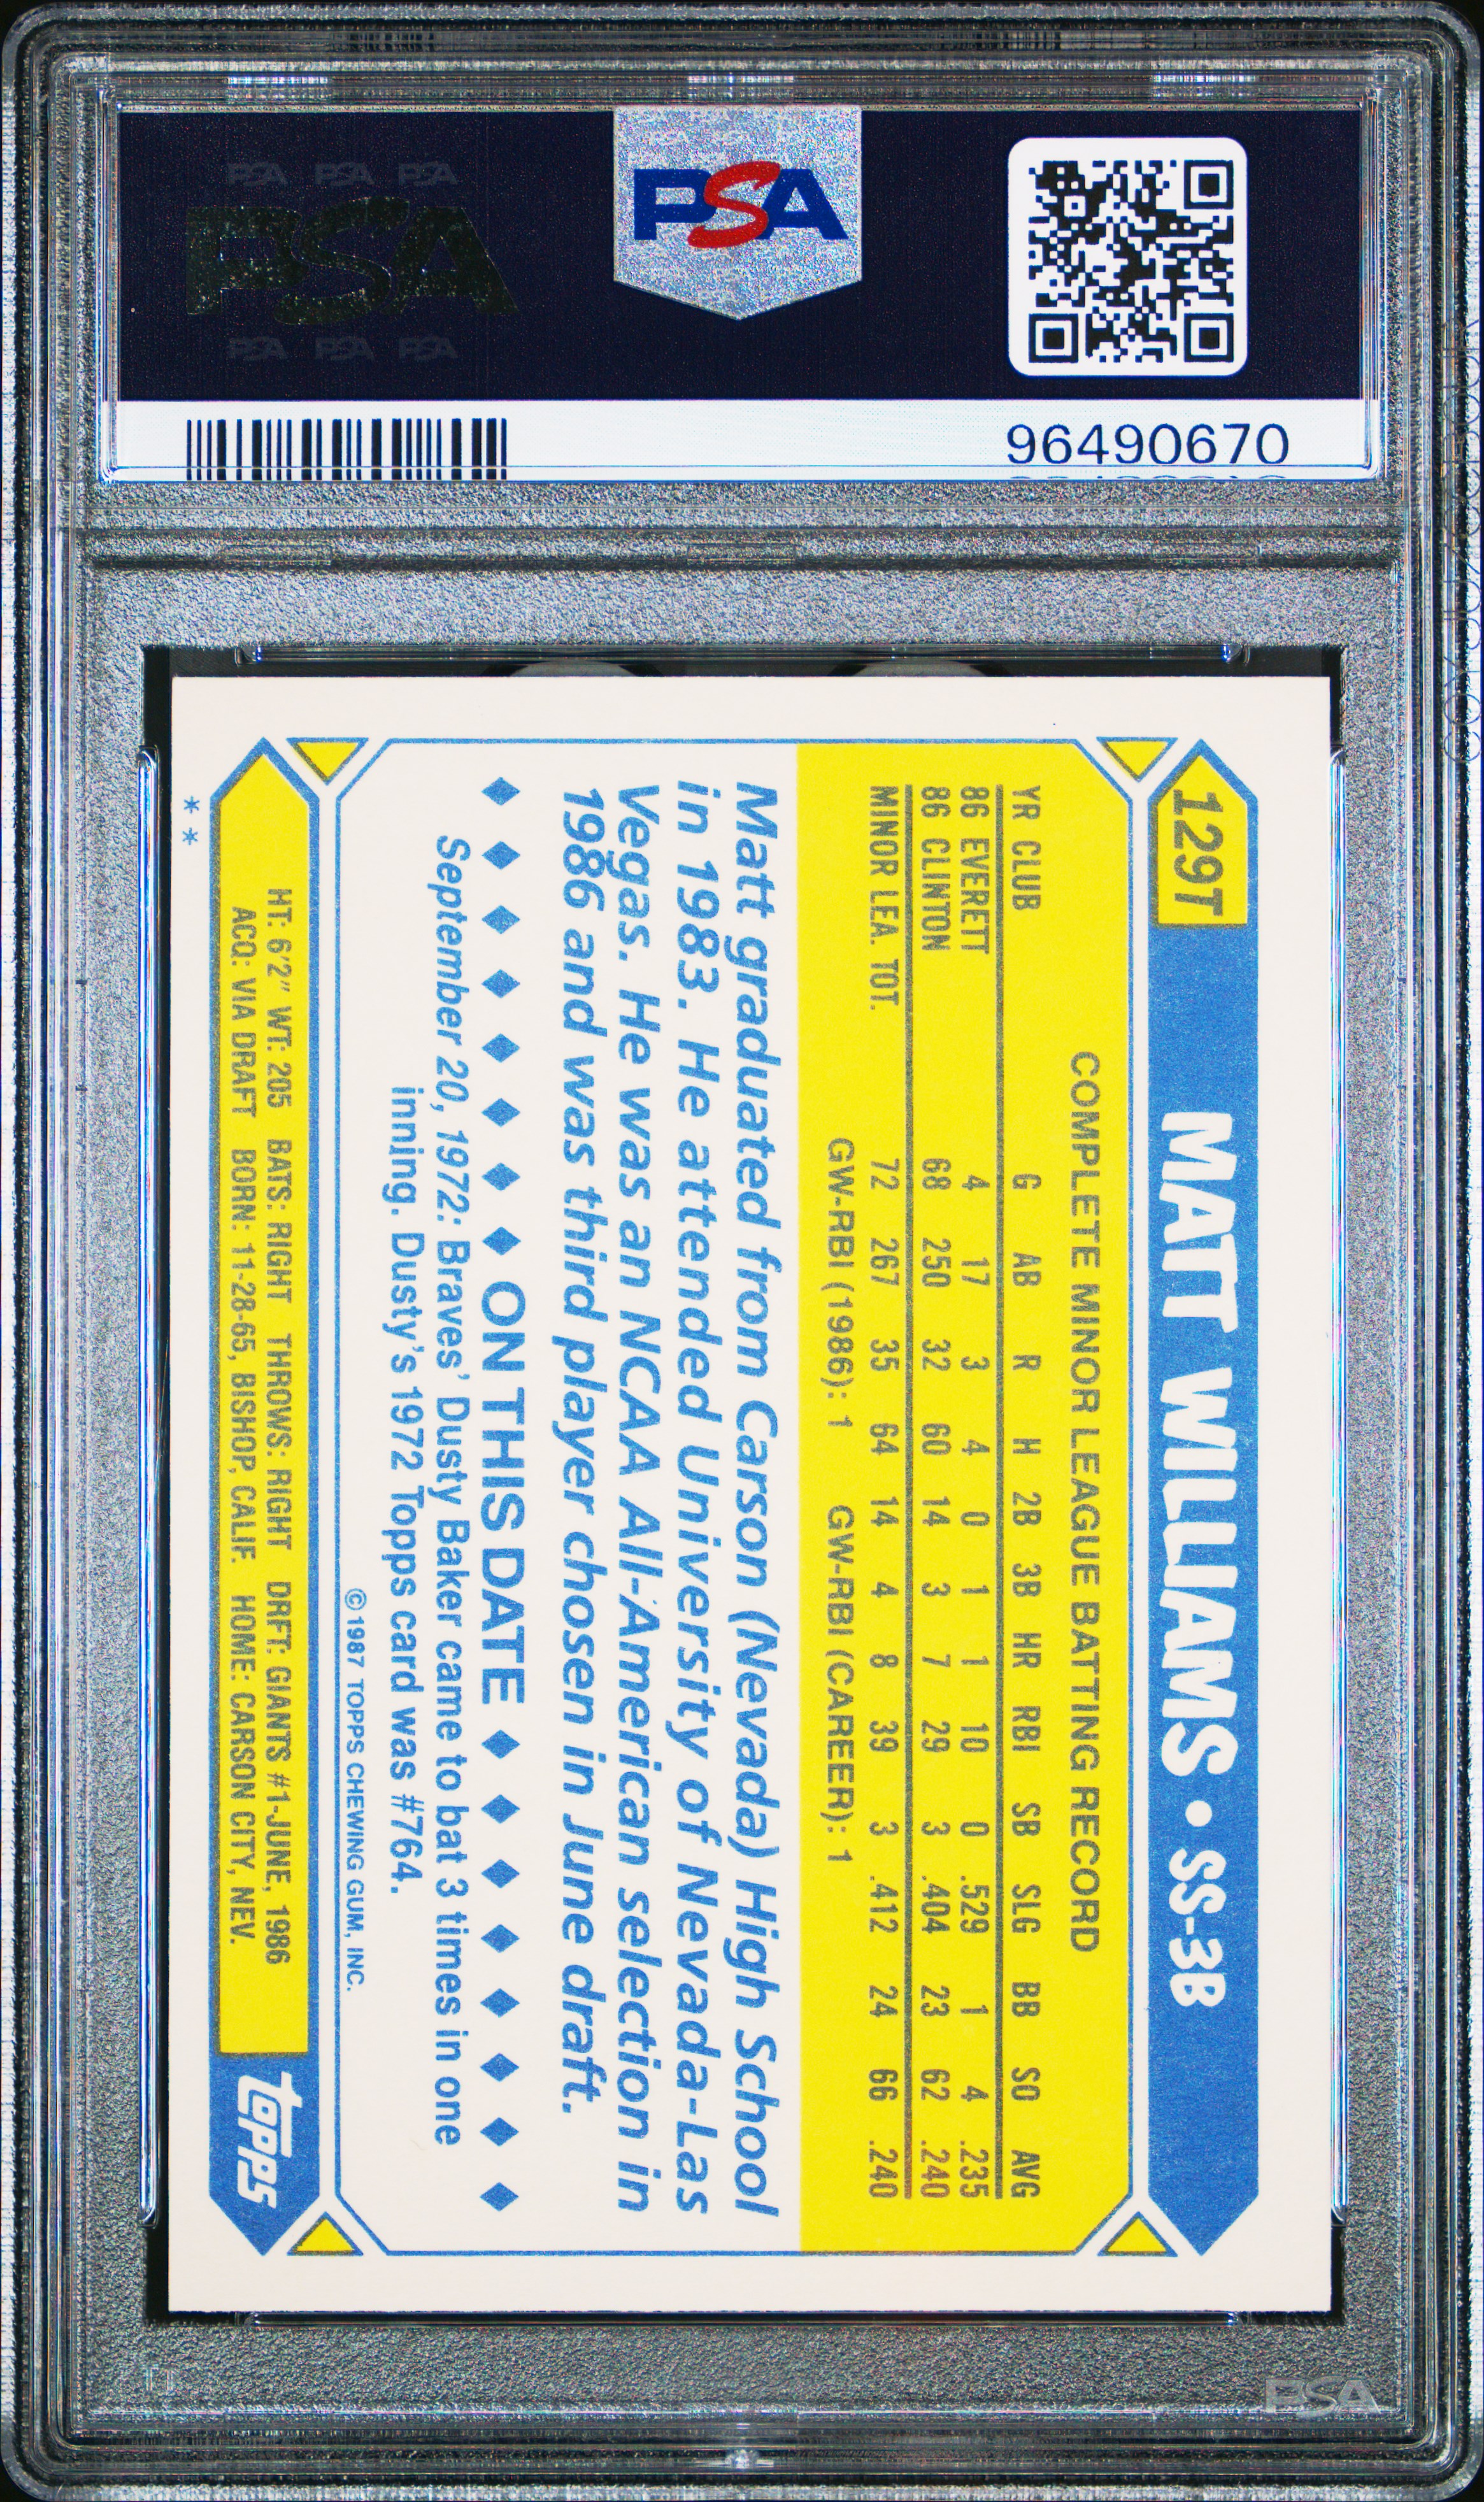 PSA PSA PSA
PSA
PSA PSA PSA
PSA
96490670
129T
MATT WILLIAMS • SS-3B
COMPLETE MINOR LEAGUE BATTING RECORD
YR CLUB G AB R H 2B 3B HR RBI SB SLG BB SO AVG
86 EVERETT 4 17 3 4 0 1 1 10 0 .529 1 4 .235
86 CLINTON 68 250 32 60 14 3 7 29 3 .404 23 62 .240
MINOR LEA. TOT. 72 267 35 64 14 4 8 39 3 .412 24 66 .240
GW-RBI (1986): 1 GW-RBI (CAREER): 1
Matt graduated from Carson (Nevada) High School
in 1983. He attended University of Nevada-Las
Vegas. He was an NCAA All-American selection in
1986 and was third player chosen in June draft.
◆ ◆ ◆ ◆ ◆ ◆ ◆ ◆ ON THIS DATE ◆ ◆ ◆ ◆ ◆ ◆ ◆ ◆
September 20, 1972: Braves' Dusty Baker came to bat 3 times in one
inning. Dusty's 1972 Topps card was #764.
©1987 TOPPS CHEWING GUM, INC.
HT: 6'2" WT: 205 BATS: RIGHT THROWS: RIGHT DRFT: GIANTS #1-JUNE, 1986
ACQ: VIA DRAFT BORN: 11-28-65, BISHOP, CALIF. HOME: CARSON CITY, NEV.
topps
**
PSA